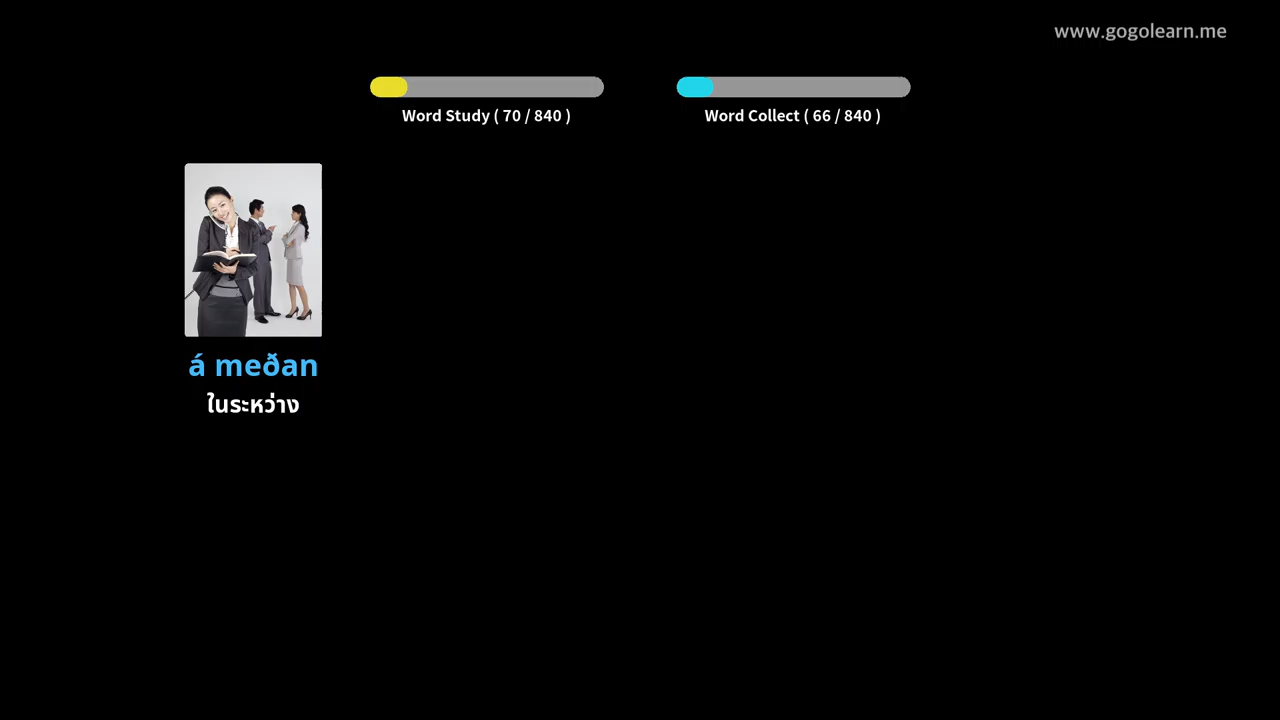 www.gogolearn.me
Word Study ( 70 / 840 )
Word Collect ( 66 / 840 )
á meðan
ในระหว่าง